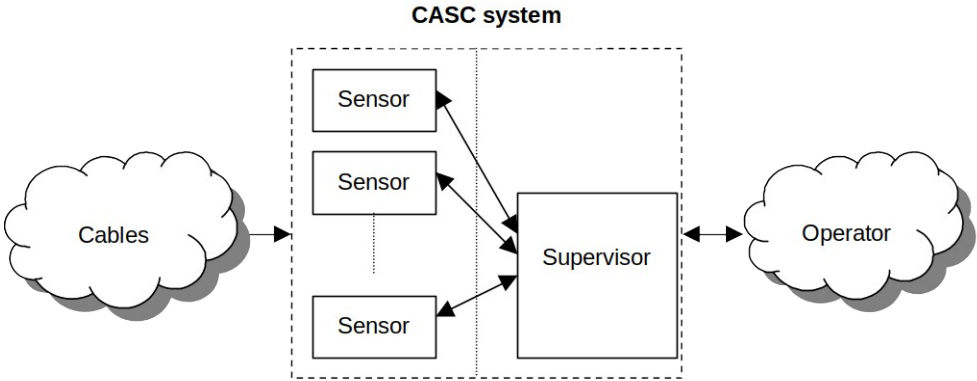 CASC system
Sensor
Sensor
Cables
Operator
Supervisor
Sensor